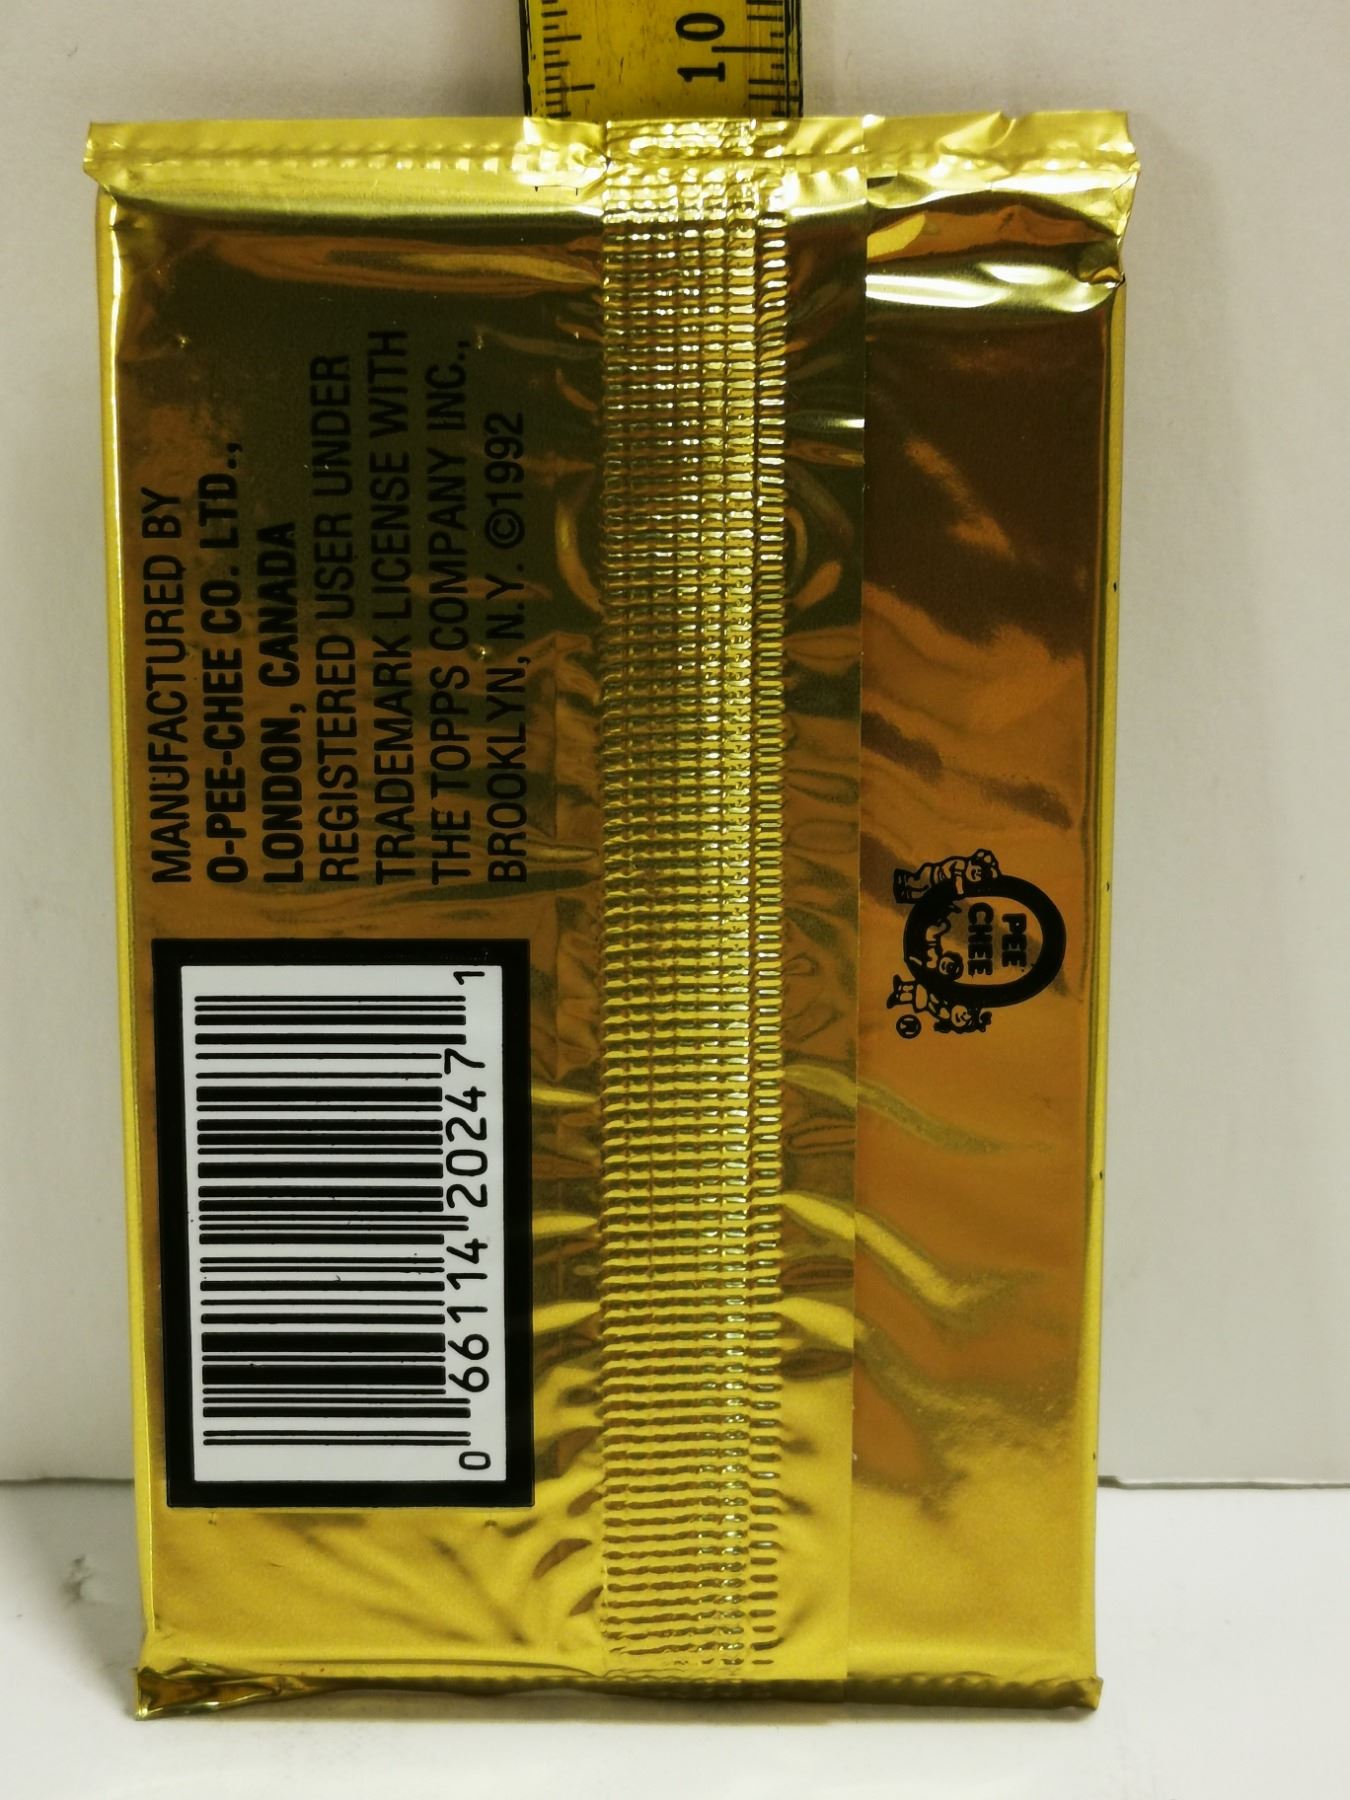 10
MANUFACTURED BY
O-PEE-CHEE CO. LTD.,
LONDON, CANADA
REGISTERED USER UNDER
TRADEMARK LICENSE WITH
THE TOPPS COMPANY INC.,
BROOKLYN, N.Y. ©1992
0 66114 20247 1
O
PEE
CHEE
®